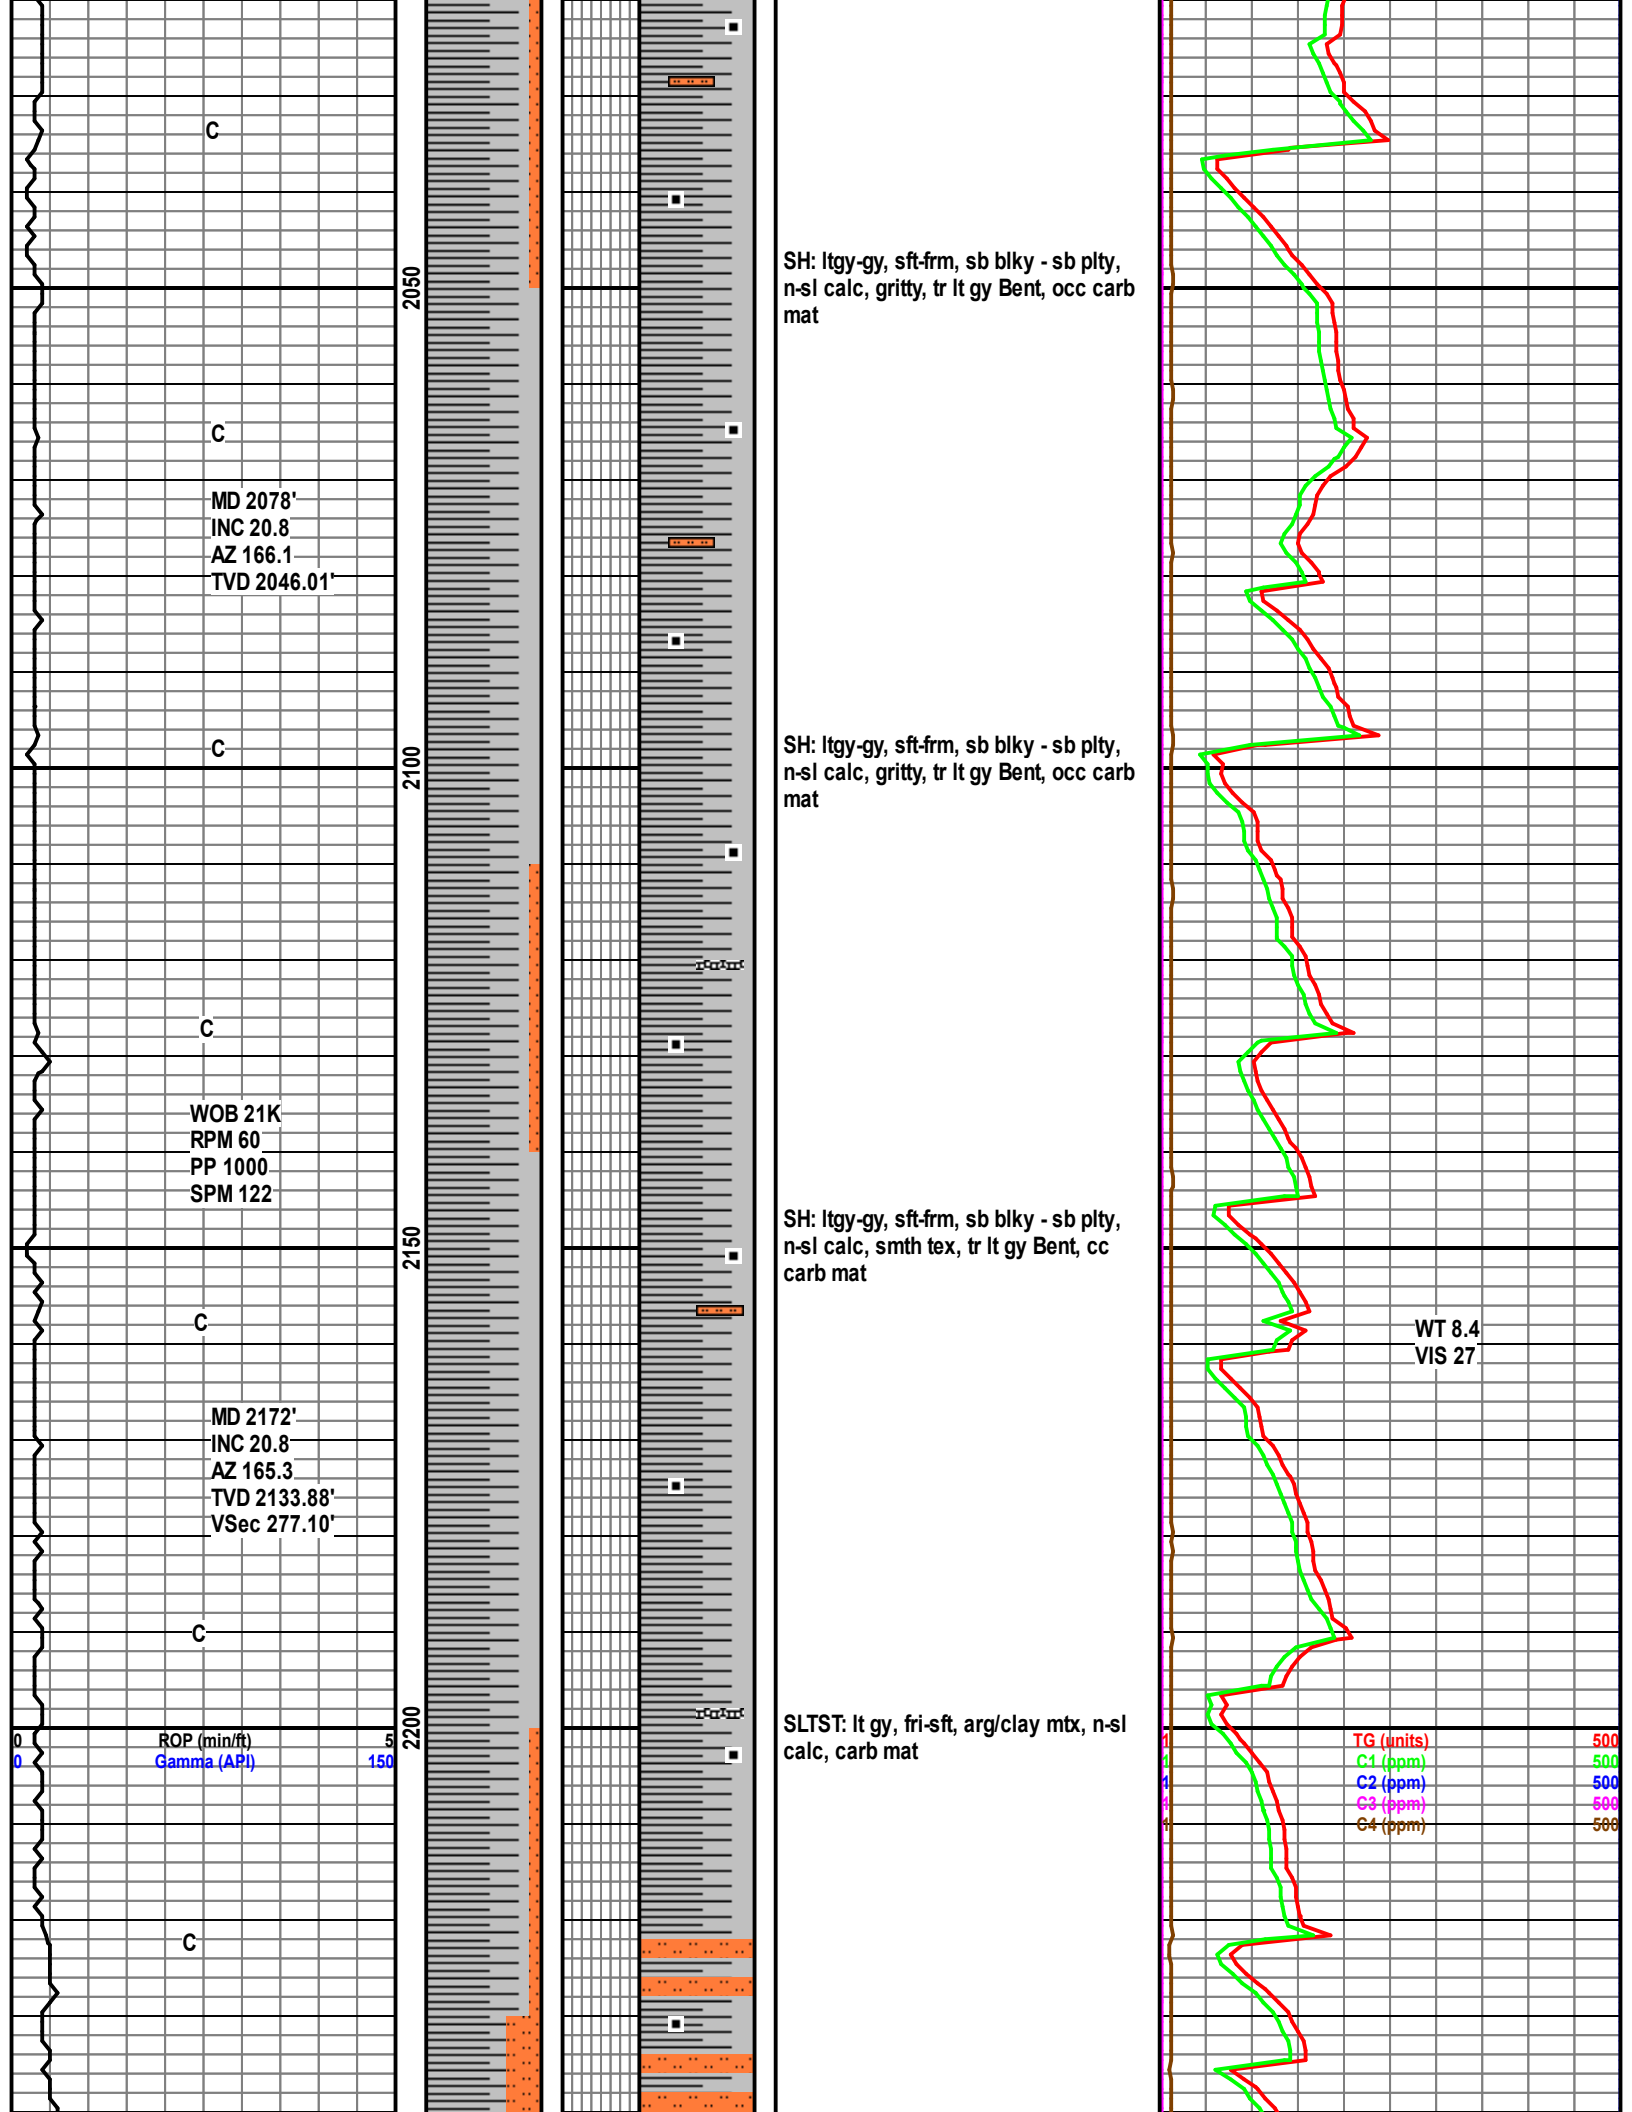 C
SH: ltgy-gy, sft-frm, sb blky - sb plty,
n-sl calc, gritty, tr lt gy Bent, occ carb
mat
2050
C
MD 2078'
INC 20.8
AZ 166.1
TVD 2046.01'
C
2100
SH: ltgy-gy, sft-frm, sb blky - sb plty,
n-sl calc, gritty, tr lt gy Bent, occ carb
mat
C
WOB 21K
RPM 60
PP 1000
SPM 122
2150
SH: ltgy-gy, sft-frm, sb blky - sb plty,
n-sl calc, smth tex, tr lt gy Bent, cc
carb mat
C
WT 8.4
VIS 27
MD 2172'
INC 20.8
AZ 165.3
TVD 2133.88'
VSec 277.10'
C
2200
SLTST: lt gy, fri-sft, arg/clay mtx, n-sl
calc, carb mat
0 ROP (min/ft) 5
0 Gamma (API) 150
1 TG (units) 500
1 C1 (ppm) 500
1 C2 (ppm) 500
1 C3 (ppm) 500
1 C4 (ppm) 500
C